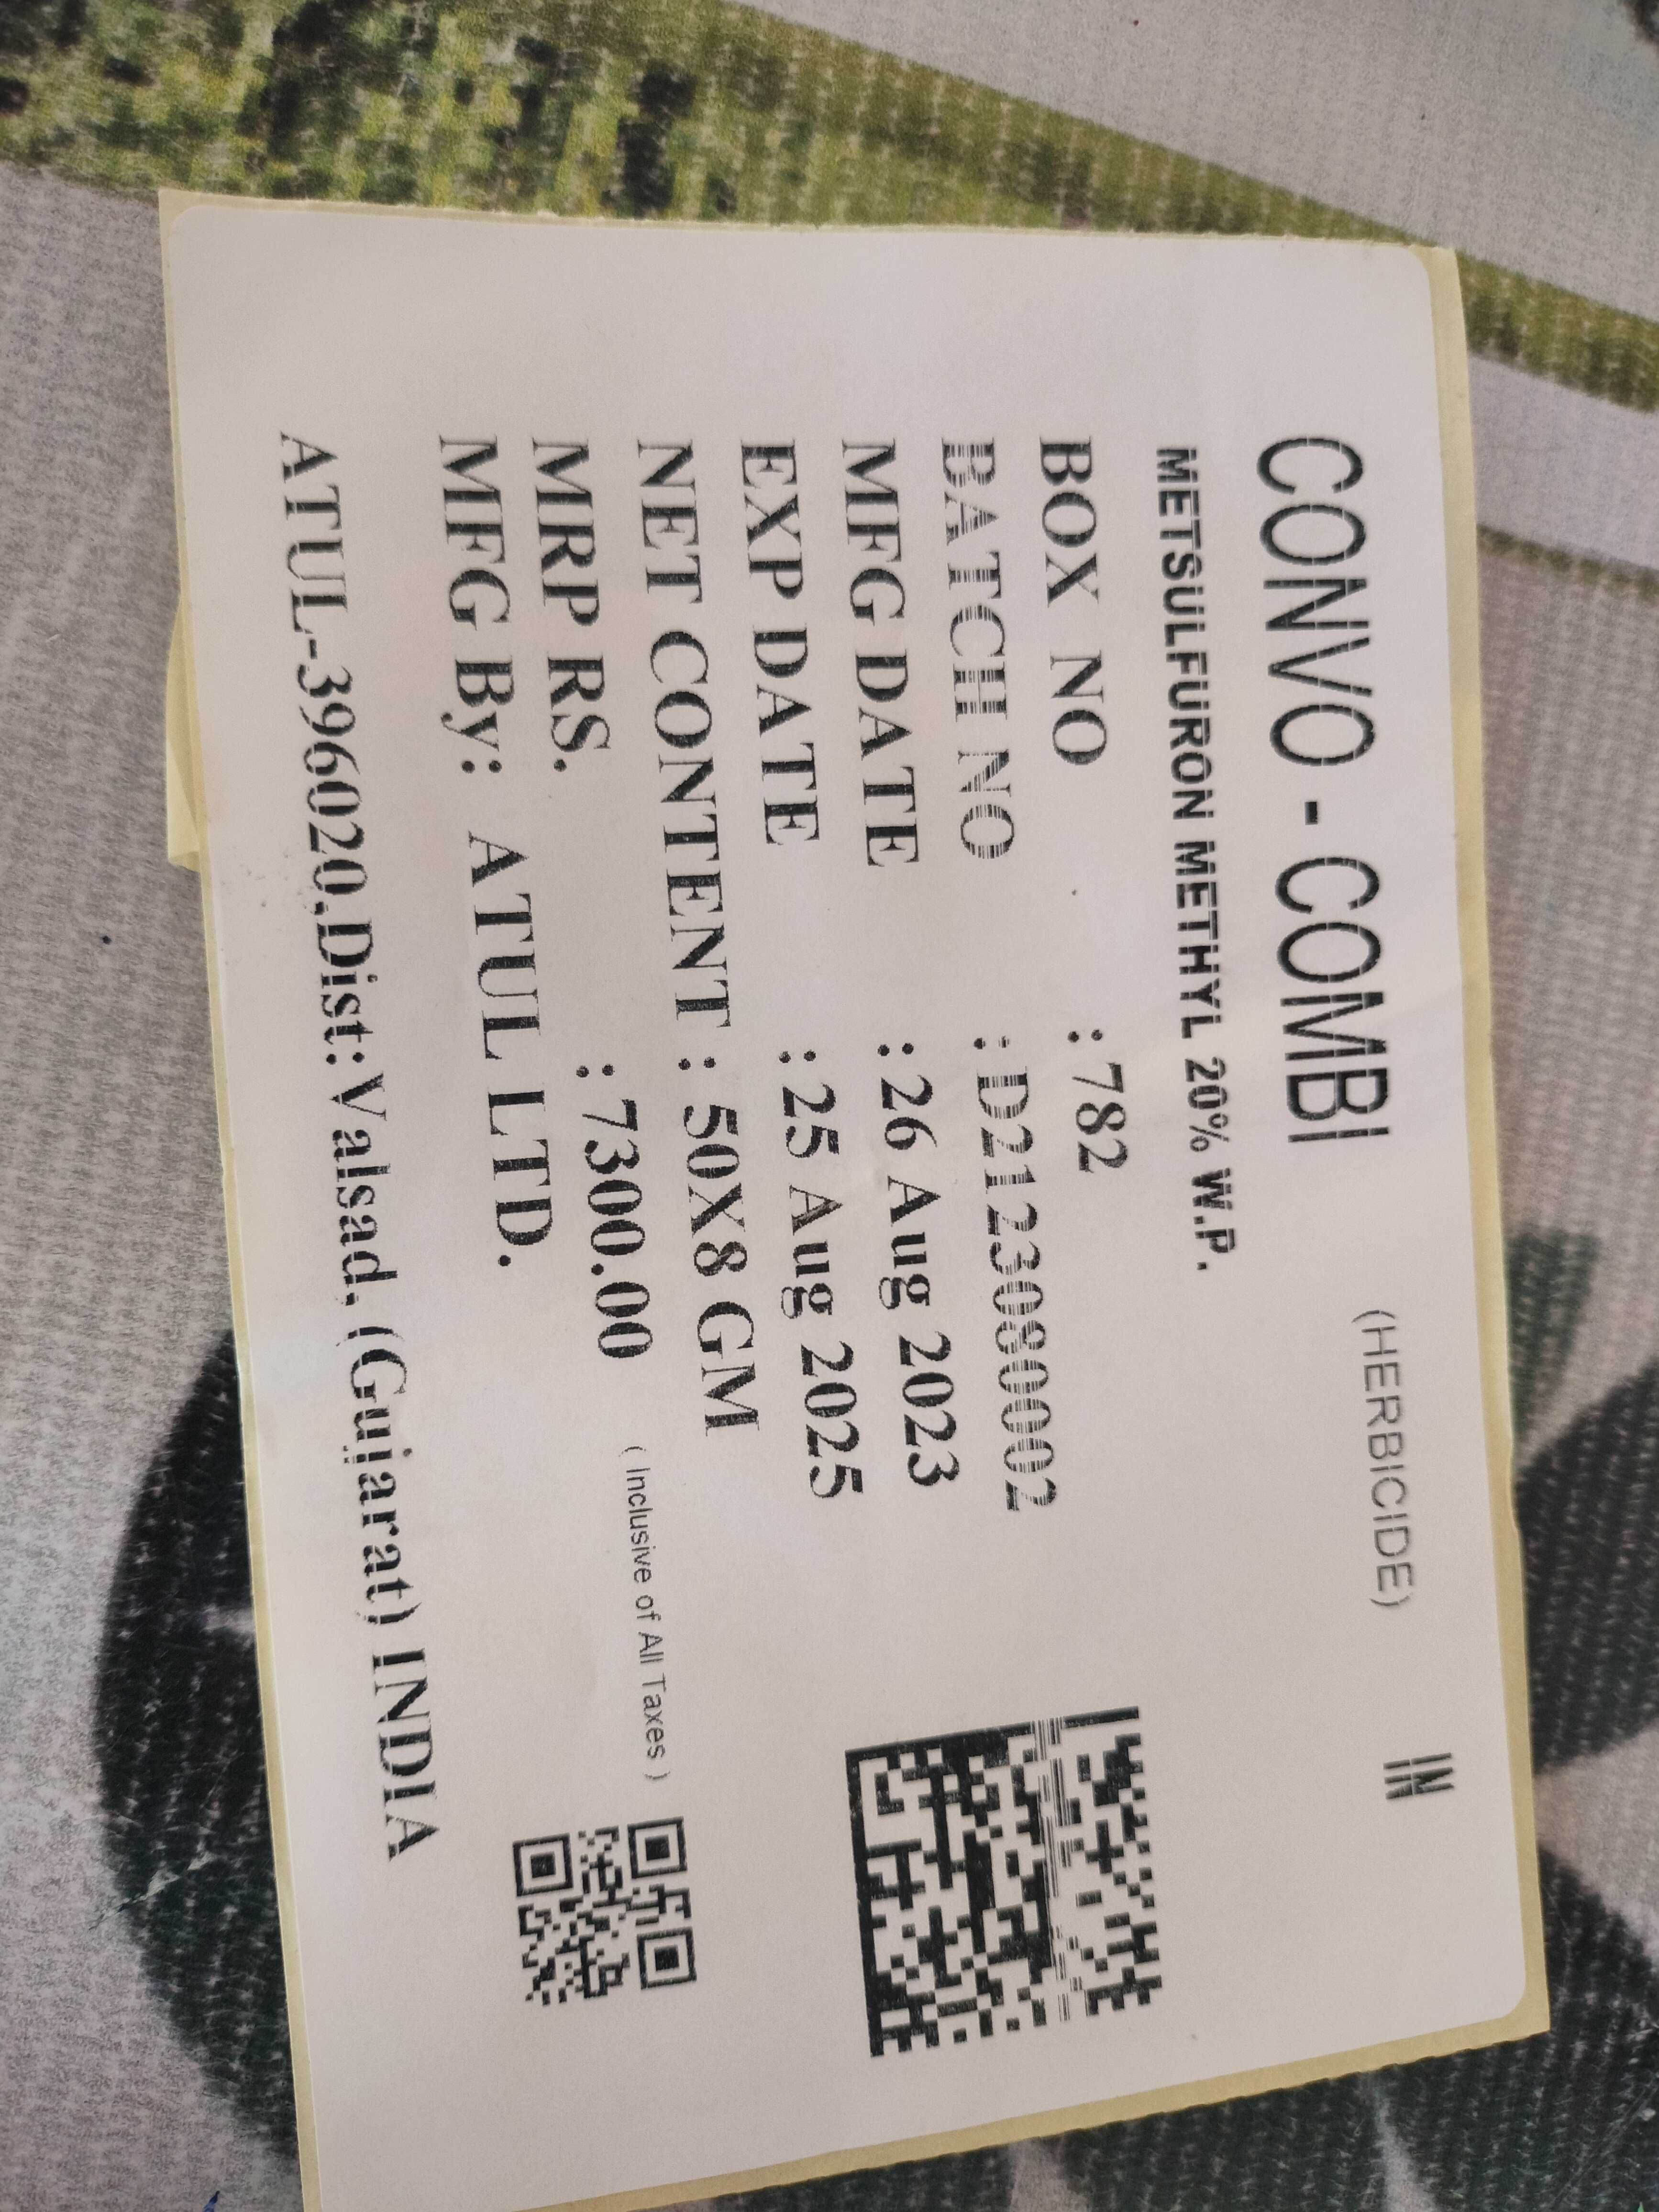 IN
CONVO - COMBI (HERBICIDE)
METSULFURON METHYL 20% W.P.
BOX NO : 782
BATCH NO : D2123080002
MFG DATE : 26 Aug 2023
EXP DATE : 25 Aug 2025
NET CONTENT : 50X8 GM
MRP RS. : 7300.00 ( Inclusive of All Taxes )
MFG By: ATUL LTD.
ATUL-396020.Dist:Valsad. (Gujarat) INDIA